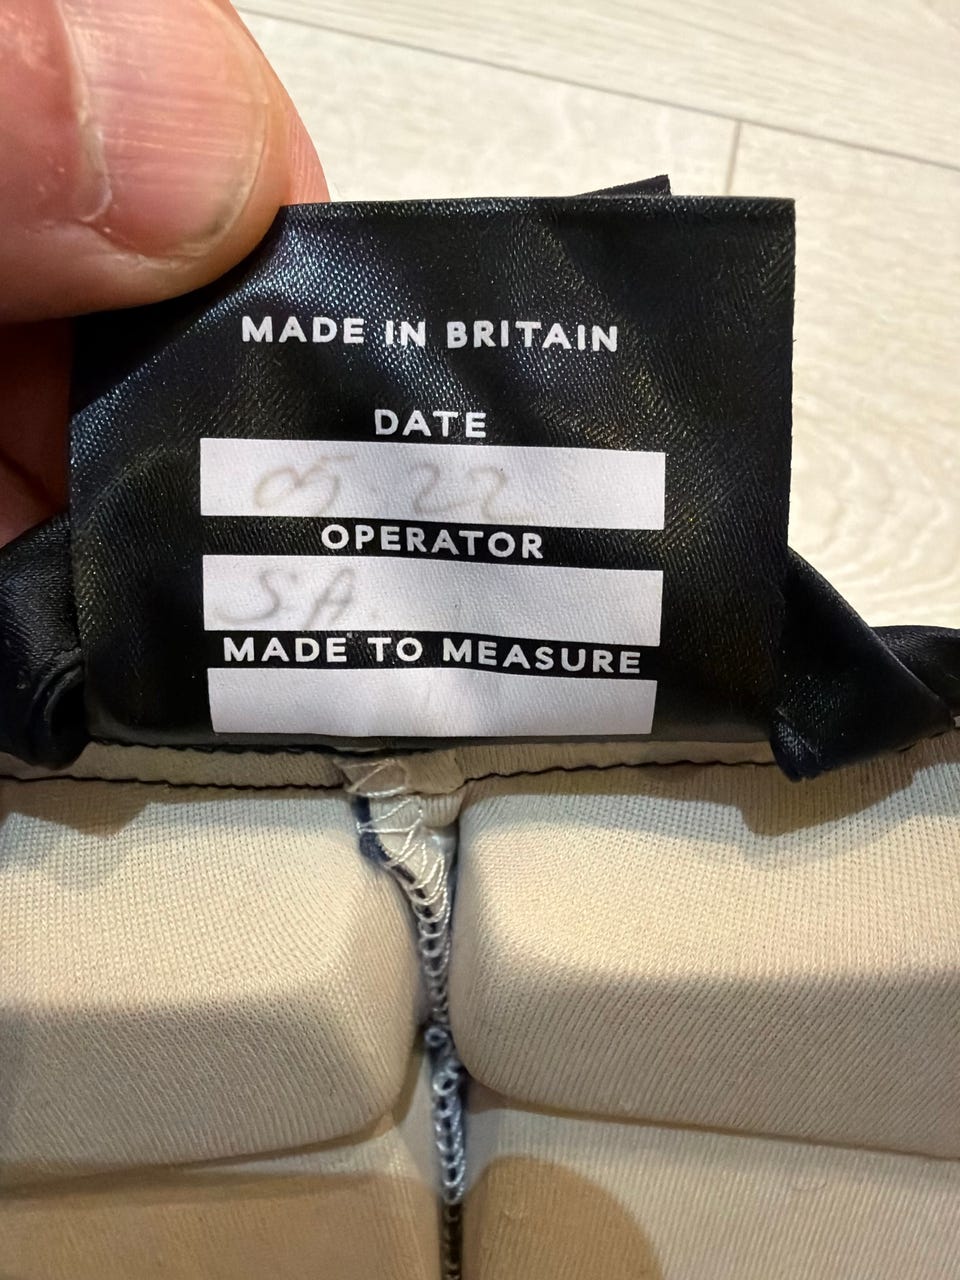 MADE IN BRITAIN
DATE
05.22
OPERATOR
S.A.
MADE TO MEASURE